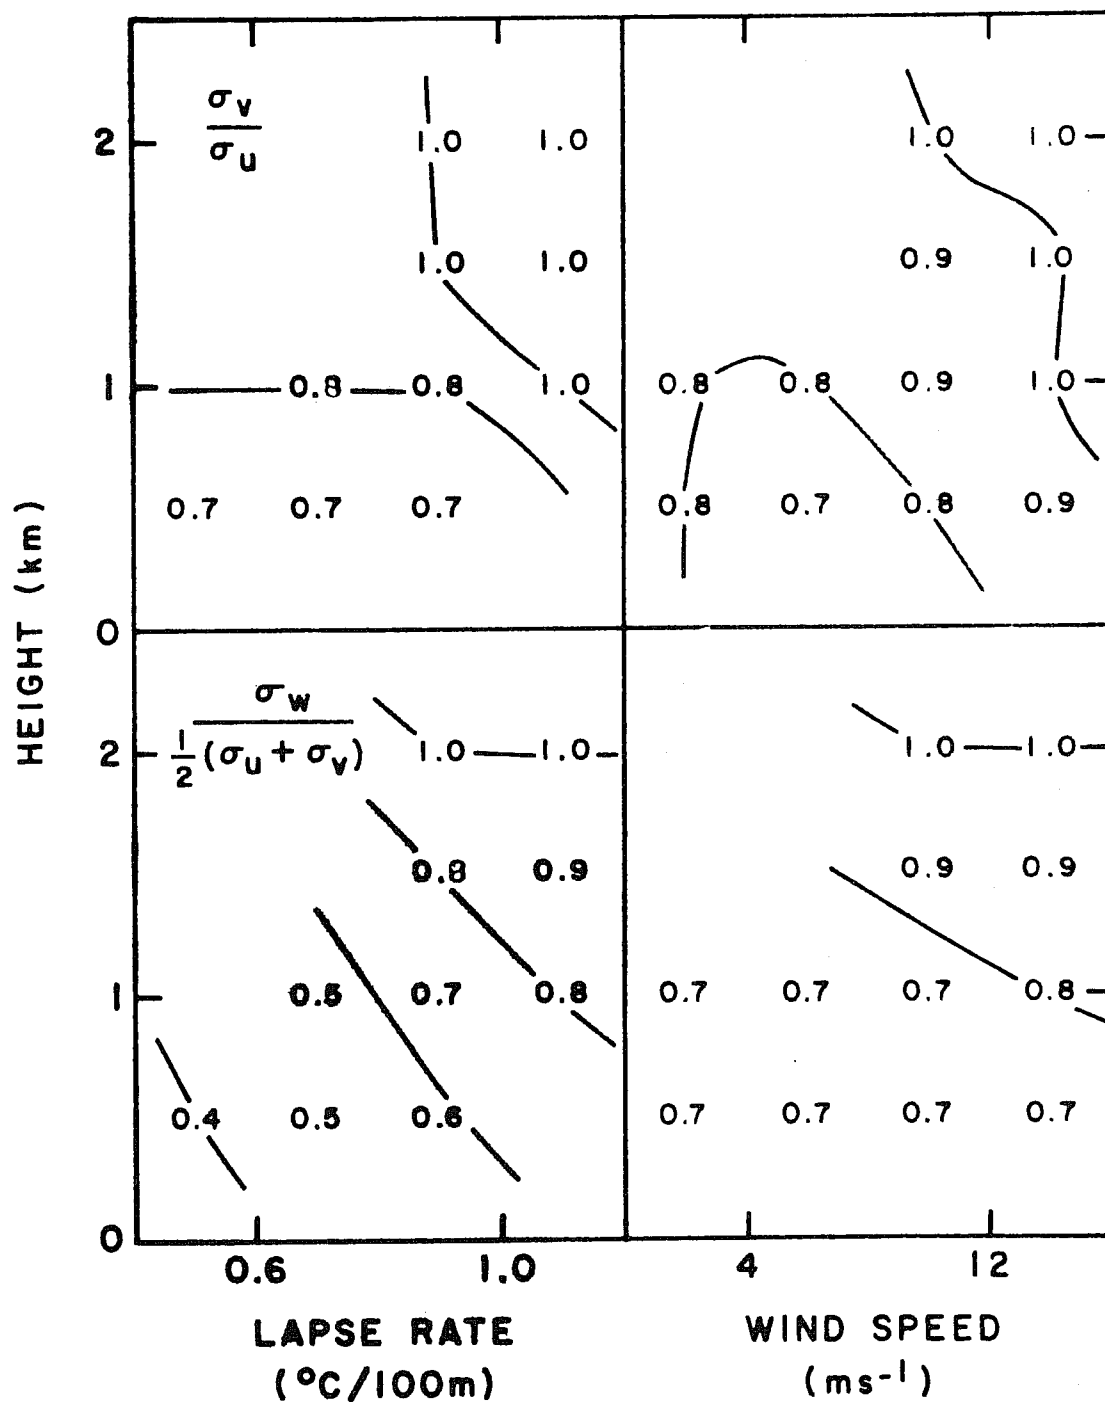 σv
σu
2 1.0 1.0 1.0 1.0
1.0 1.0 0.9 1.0
1 0.8 0.8 1.0 0.8 0.8 0.9 1.0
0.7 0.7 0.7 0.8 0.7 0.8 0.9
HEIGHT (km)
0
σw
½(σu + σv)
2 1.0 1.0 1.0 1.0
0.8 0.9 0.9 0.9
1 0.5 0.7 0.8 0.7 0.7 0.7 0.8
0.4 0.5 0.6 0.7 0.7 0.7 0.7
0
0.6 1.0 4 12
LAPSE RATE WIND SPEED
(°C/100m) (ms-1)